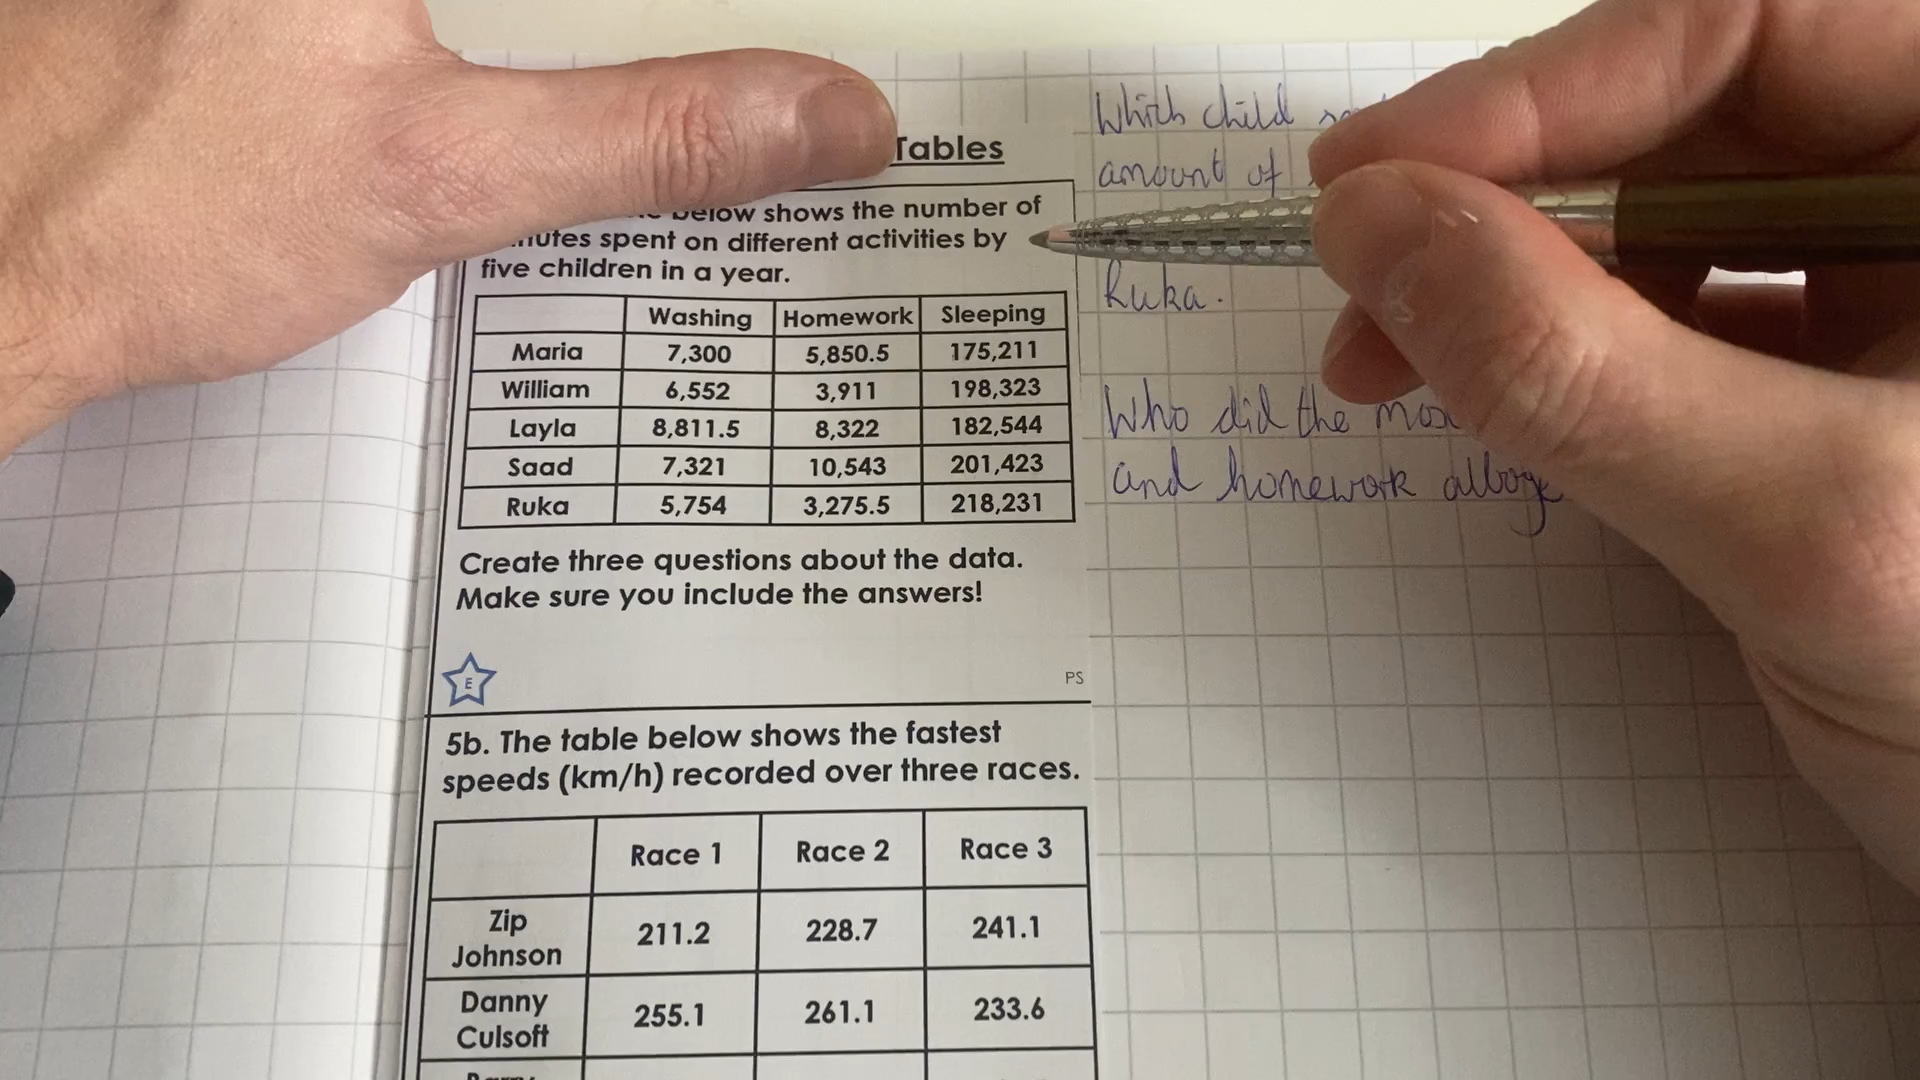 Tables
below shows the number of
spent on different activities by
five children in a year.
Washing Homework Sleeping
Maria 7,300 5,850.5 175,211
William 6,552 3,911 198,323
Layla 8,811.5 8,322 182,544
Saad 7,321 10,543 201,423
Ruka 5,754 3,275.5 218,231
Create three questions about the data.
Make sure you include the answers!
E
PS
5b. The table below shows the fastest
speeds (km/h) recorded over three races.
Race 1 Race 2 Race 3
Zip
Johnson 211.2 228.7 241.1
Danny
Culsoft 255.1 261.1 233.6
Which child
amount of
Ruka.
Who did the
and homework